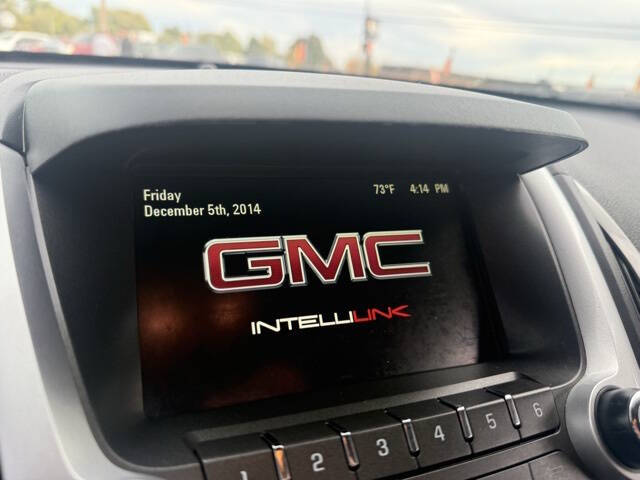 Friday
73°F 4:14 PM
December 5th, 2014
GMC
INTELLILINK
1 2 3 4 5 6